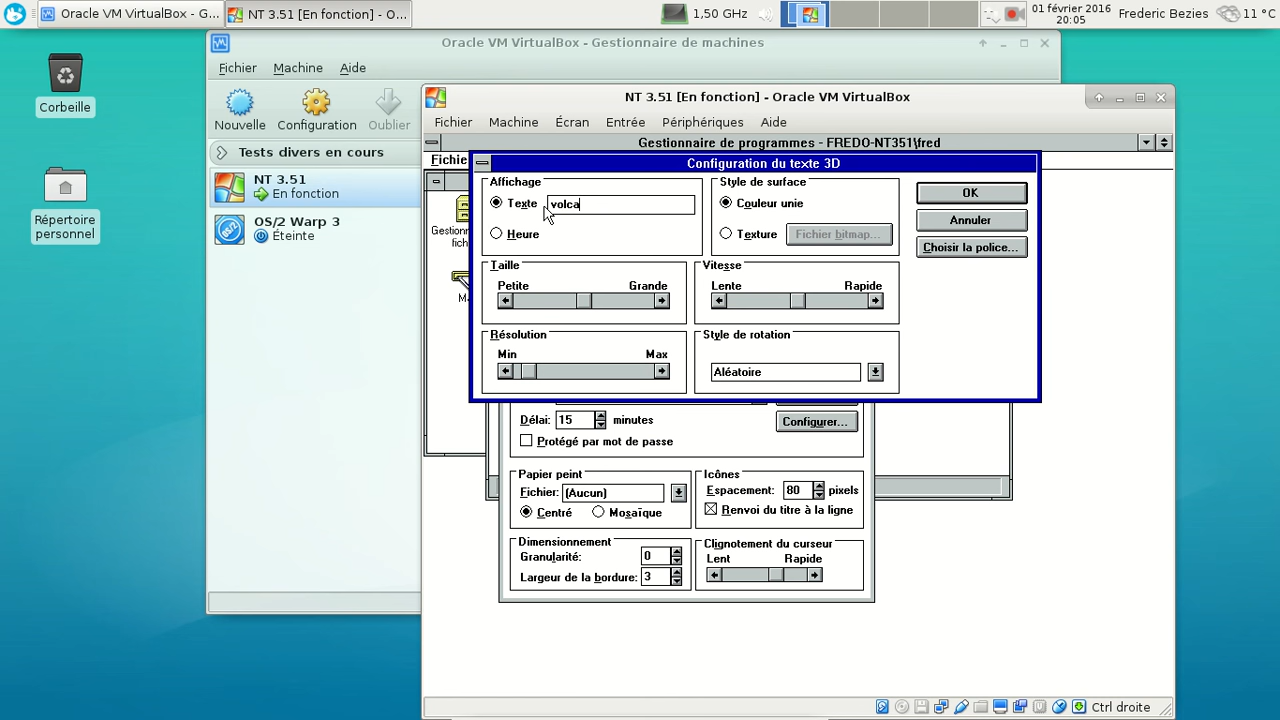 Oracle VM VirtualBox - G...
NT 3.51 [En fonction] - O...
1,50 GHz
01 février 2016
20:05
Frederic Bezies
11 °C
Corbeille
Répertoire
personnel
Oracle VM VirtualBox - Gestionnaire de machines
Fichier Machine Aide
Nouvelle Configuration Oublier
Tests divers en cours
NT 3.51
En fonction
OS/2 Warp 3
Éteinte
NT 3.51 [En fonction] - Oracle VM VirtualBox
Fichier Machine Écran Entrée Périphériques Aide
Gestionnaire de programmes - FREDO-NT351\fred
Fichie
Gestionn
fich
Ma
Configuration du texte 3D
Affichage
Texte volca
Heure
Style de surface
Couleur unie
Texture Fichier bitmap...
OK
Annuler
Choisir la police...
Taille
Petite Grande
Vitesse
Lente Rapide
Résolution
Min Max
Style de rotation
Aléatoire
Délai: 15 minutes
Configurer...
Protégé par mot de passe
Papier peint
Fichier: (Aucun)
Centré Mosaïque
Icônes
Espacement: 80 pixels
Renvoi du titre à la ligne
Dimensionnement
Granularité: 0
Largeur de la bordure: 3
Clignotement du curseur
Lent Rapide
Ctrl droite